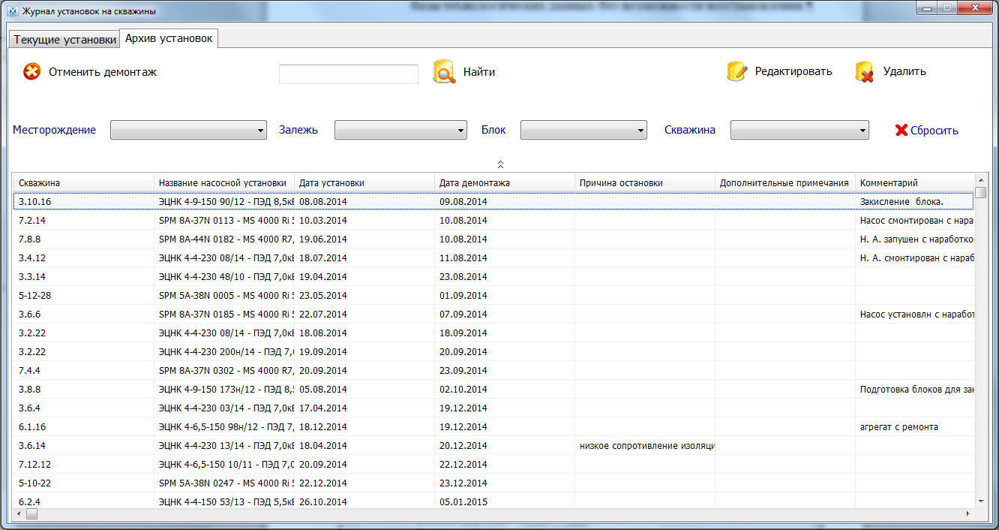 Журнал установок на скважины
Текущие установки Архив установок
Отменить демонтаж Найти Редактировать Удалить
Месторождение Залежь Блок Скважина Сбросить
Скважина Название насосной установки Дата установки Дата демонтажа Причина остановки Дополнительные примечания Комментарий
3.10.16 ЭЦНК 4-9-150 90/12 - ПЭД 8,5кВ 08.08.2014 09.08.2014 Закисление блока.
7.2.14 SPM 8A-37N 0113 - MS 4000 Ri 5 10.03.2014 10.08.2014 Насос смонтирован с нара
7.8.8 SPM 8A-44N 0182 - MS 4000 R7, 19.06.2014 10.08.2014 Н. А. запушен с наработко
3.4.12 ЭЦНК 4-4-230 08/14 - ПЭД 7,0кВ 18.07.2014 11.08.2014 Н. А. смонтирован с нараб
3.3.14 ЭЦНК 4-4-230 48/10 - ПЭД 7,0кВ 19.04.2014 23.08.2014
5-12-28 SPM 5A-38N 0005 - MS 4000 Ri 5 23.05.2014 01.09.2014
3.6.6 SPM 8A-37N 0185 - MS 4000 Ri 5 22.07.2014 07.09.2014 Насос установлн с наработ
3.2.22 ЭЦНК 4-4-230 08/14 - ПЭД 7,0кВ 18.08.2014 18.09.2014
3.2.22 ЭЦНК 4-4-230 200н/14 - ПЭД 7,0 19.09.2014 20.09.2014
7.4.4 SPM 8A-37N 0302 - MS 4000 R7, 20.09.2014 23.09.2014
3.8.8 ЭЦНК 4-9-150 173н/12 - ПЭД 8,5 05.08.2014 02.10.2014 Подготовка блоков для зак
3.6.4 ЭЦНК 4-4-230 03/14 - ПЭД 7,0кВ 17.04.2014 19.12.2014
6.1.16 ЭЦНК 4-6,5-150 98н/12 - ПЭД 7, 18.12.2014 19.12.2014 агрегат с ремонта
3.6.14 ЭЦНК 4-4-230 13/14 - ПЭД 7,0кВ 18.04.2014 20.12.2014 низкое сопротивление изоляци
7.12.12 ЭЦНК 4-6,5-150 10/11 - ПЭД 7,0 20.09.2014 22.12.2014
5-10-22 SPM 5A-38N 0247 - MS 4000 Ri 5 22.12.2014 23.12.2014
6.2.4 ЭЦНК 4-4-150 53/13 - ПЭД 5,5кВ 26.10.2014 05.01.2015